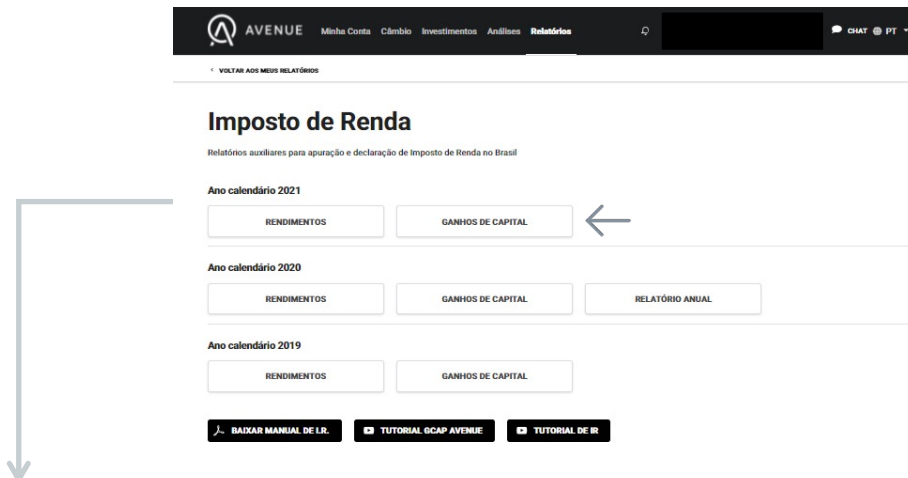 AVENUE Minha Conta Câmbio Investimentos Análises Relatórios CHAT PT
VOLTAR AOS MEUS RELATÓRIOS
Imposto de Renda
Relatórios auxiliares para apuração e declaração de Imposto de Renda no Brasil
Ano calendário 2021
RENDIMENTOS GANHOS DE CAPITAL
Ano calendário 2020
RENDIMENTOS GANHOS DE CAPITAL RELATÓRIO ANUAL
Ano calendário 2019
RENDIMENTOS GANHOS DE CAPITAL
BAIXAR MANUAL DE I.R. TUTORIAL GCAP AVENUE TUTORIAL DE IR